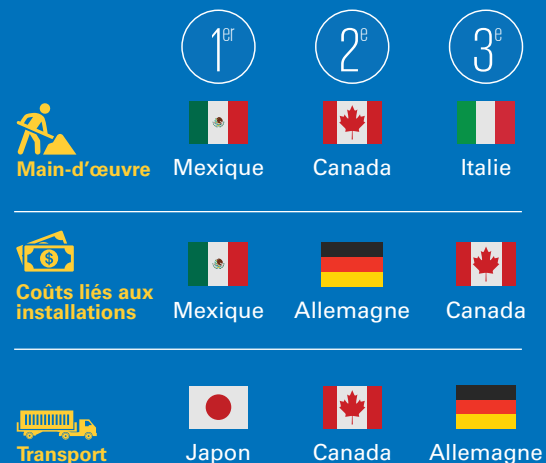 1er 2e 3e
Main-d'œuvre Mexique Canada Italie
$
Coûts liés aux
installations Mexique Allemagne Canada
Transport Japon Canada Allemagne